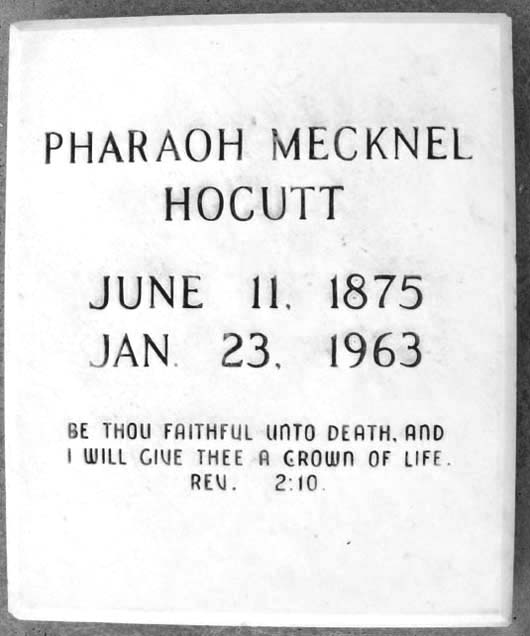 PHARAOH MECKNEL
HOCUTT
JUNE 11, 1875
JAN. 23, 1963
BE THOU FAITHFUL UNTO DEATH, AND
I WILL GIVE THEE A CROWN OF LIFE.
REV. 2:10.